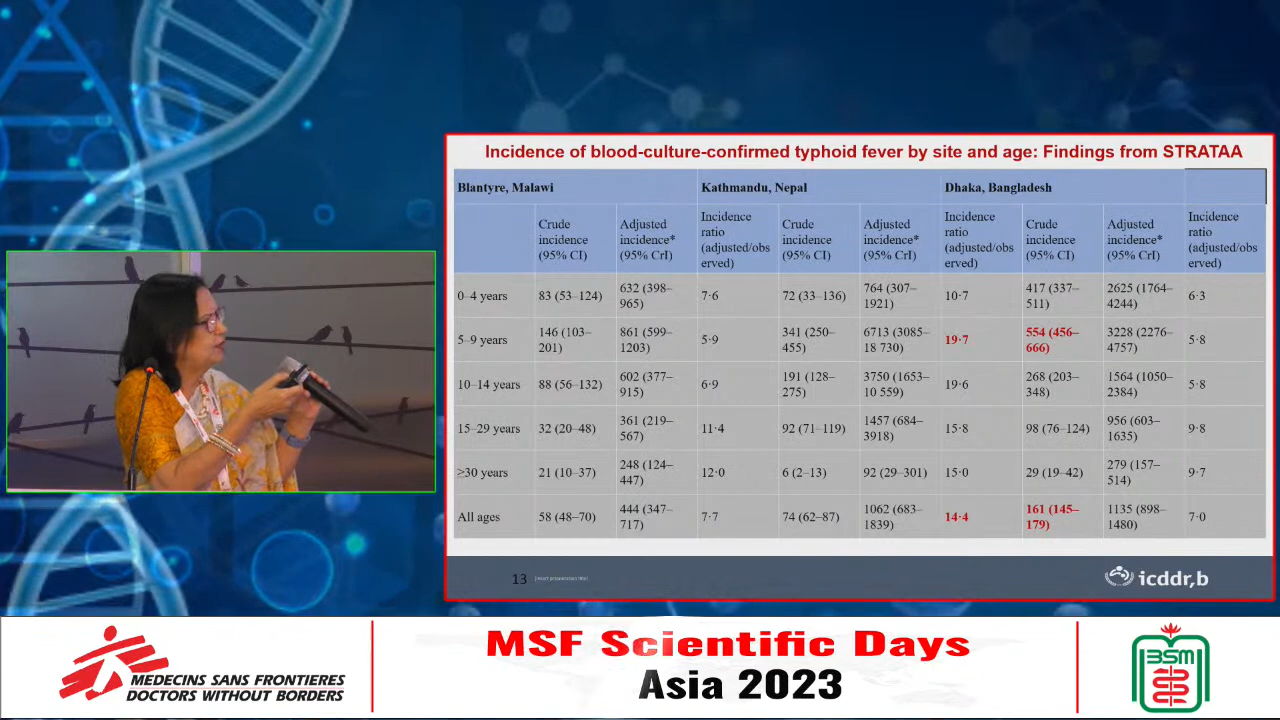 Incidence of blood-culture-confirmed typhoid fever by site and age: Findings from STRATAA
Blantyre, Malawi Kathmandu, Nepal Dhaka, Bangladesh
Crude incidence (95% CI) Adjusted incidence* (95% CrI) Incidence ratio (adjusted/observed) Crude incidence (95% CI) Adjusted incidence* (95% CrI) Incidence ratio (adjusted/observed) Crude incidence (95% CI) Adjusted incidence* (95% CrI) Incidence ratio (adjusted/observed)
0–4 years 83 (53–124) 632 (398–965) 7·6 72 (33–136) 764 (307–1921) 10·7 417 (337–511) 2625 (1764–4244) 6·3
5–9 years 146 (103–201) 861 (599–1203) 5·9 341 (250–455) 6713 (3085–18 730) 19·7 554 (456–666) 3228 (2276–4757) 5·8
10–14 years 88 (56–132) 602 (377–915) 6·9 191 (128–275) 3750 (1653–10 559) 19·6 268 (203–348) 1564 (1050–2384) 5·8
15–29 years 32 (20–48) 361 (219–567) 11·4 92 (71–119) 1457 (684–3918) 15·8 98 (76–124) 956 (603–1635) 9·8
≥30 years 21 (10–37) 248 (124–447) 12·0 6 (2–13) 92 (29–301) 15·0 29 (19–42) 279 (157–514) 9·7
All ages 58 (48–70) 444 (347–717) 7·7 74 (62–87) 1062 (683–1839) 14·4 161 (145–179) 1135 (898–1480) 7·0
13 [insert presentation title]
icddr,b
MEDECINS SANS FRONTIERES
DOCTORS WITHOUT BORDERS
MSF Scientific Days
Asia 2023
BSM